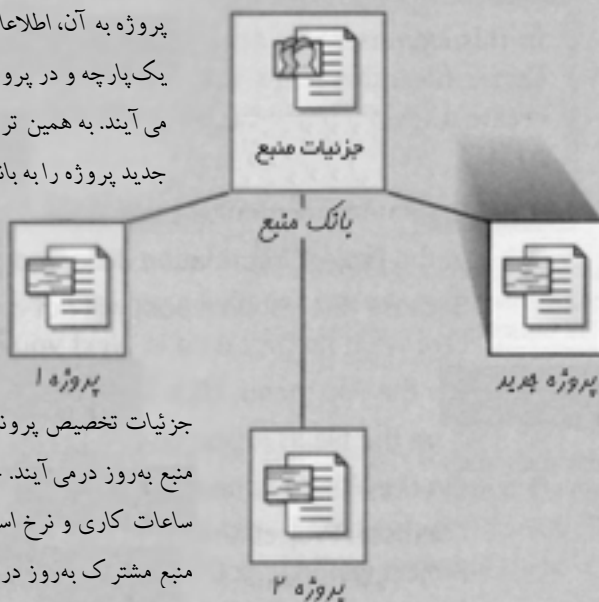 پروژه به آن، اطلاعا
یک‌پارچه و در پرو
می‌آیند. به همین تر
جدید پروژه را به بان
جزئیات منبع
بانک منبع
پروژه ۱
پروژه جدید
جزئیات تخصیص پروند
منبع به‌روز درمی‌آیند.
ساعات کاری و نرخ اس
منبع مشترک به‌روز در
پروژه ۲